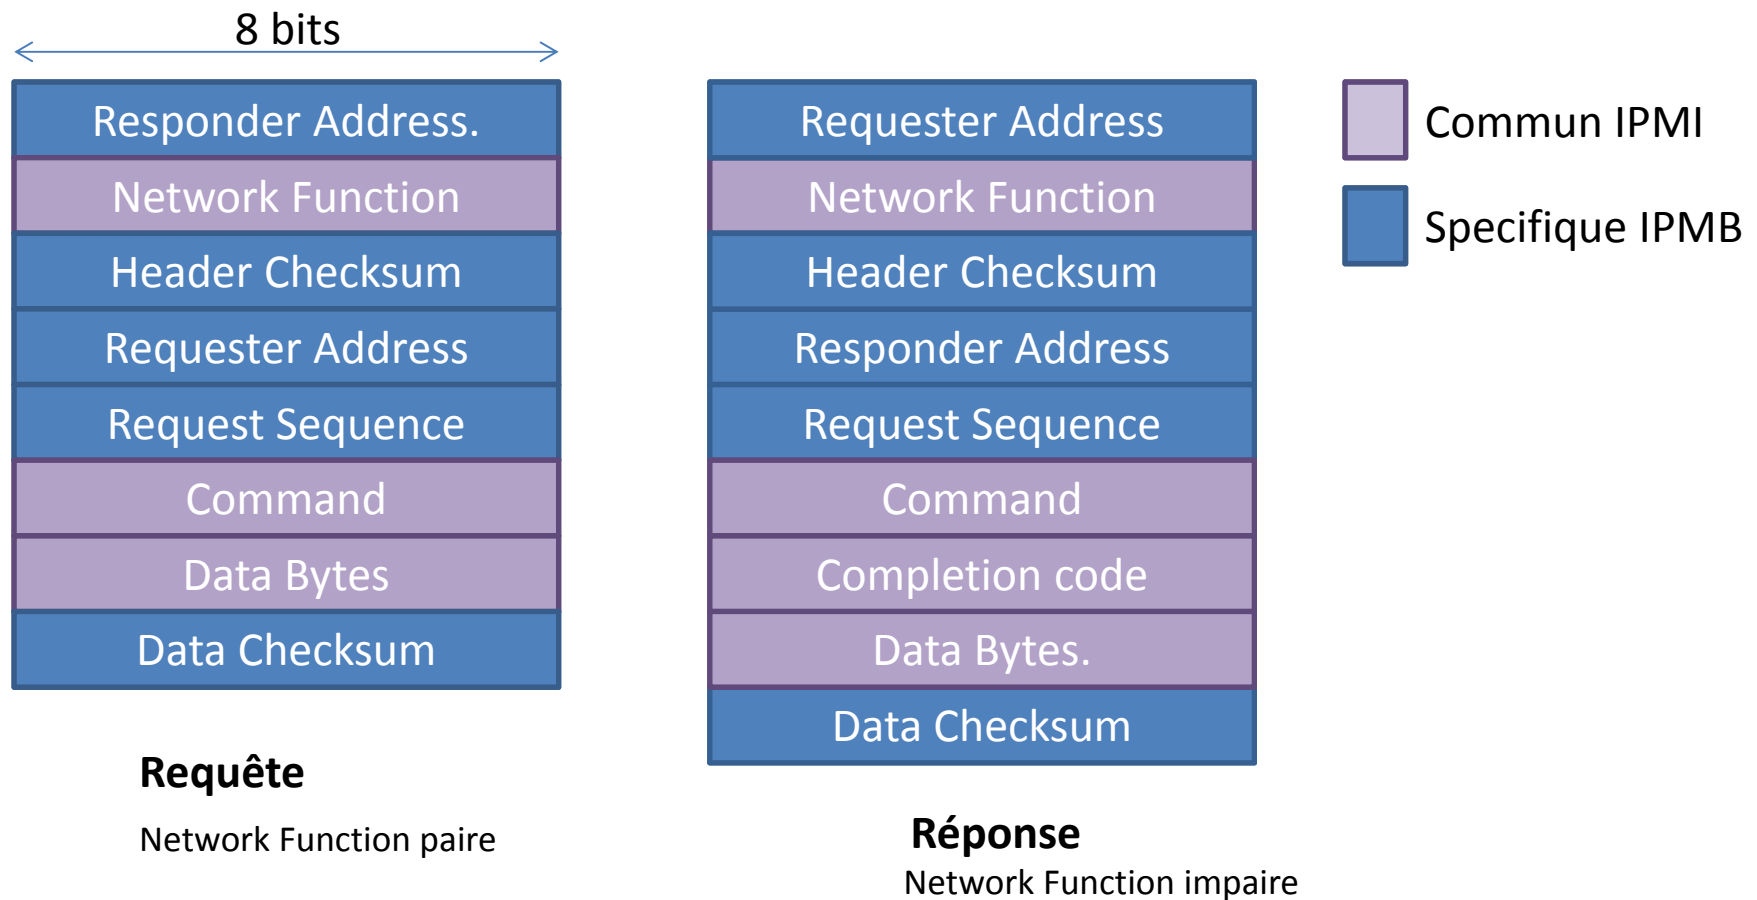 8 bits
Responder Address.
Network Function
Header Checksum
Requester Address
Request Sequence
Command
Data Bytes
Data Checksum
Requête
Network Function paire
Requester Address
Network Function
Header Checksum
Responder Address
Request Sequence
Command
Completion code
Data Bytes.
Data Checksum
Réponse
Network Function impaire
Commun IPMI
Specifique IPMB